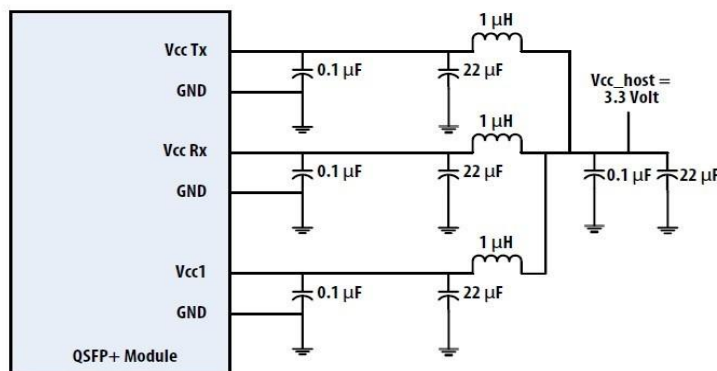 1 µH
Vcc Tx
0.1 µF
22 µF
GND
Vcc_host =
3.3 Volt
1 µH
Vcc Rx
0.1 µF
22 µF
0.1 µF
22 µF
GND
1 µH
Vcc1
0.1 µF
22 µF
GND
QSFP+ Module